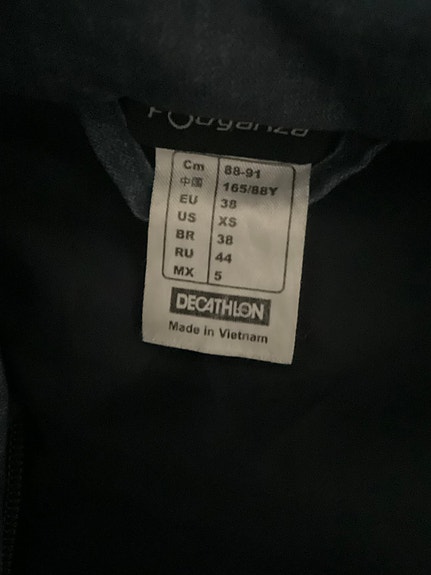 Fouganza
Cm 88-91
中国 165/88Y
EU 38
US XS
BR 38
RU 44
MX 5
DECATHLON
Made in Vietnam